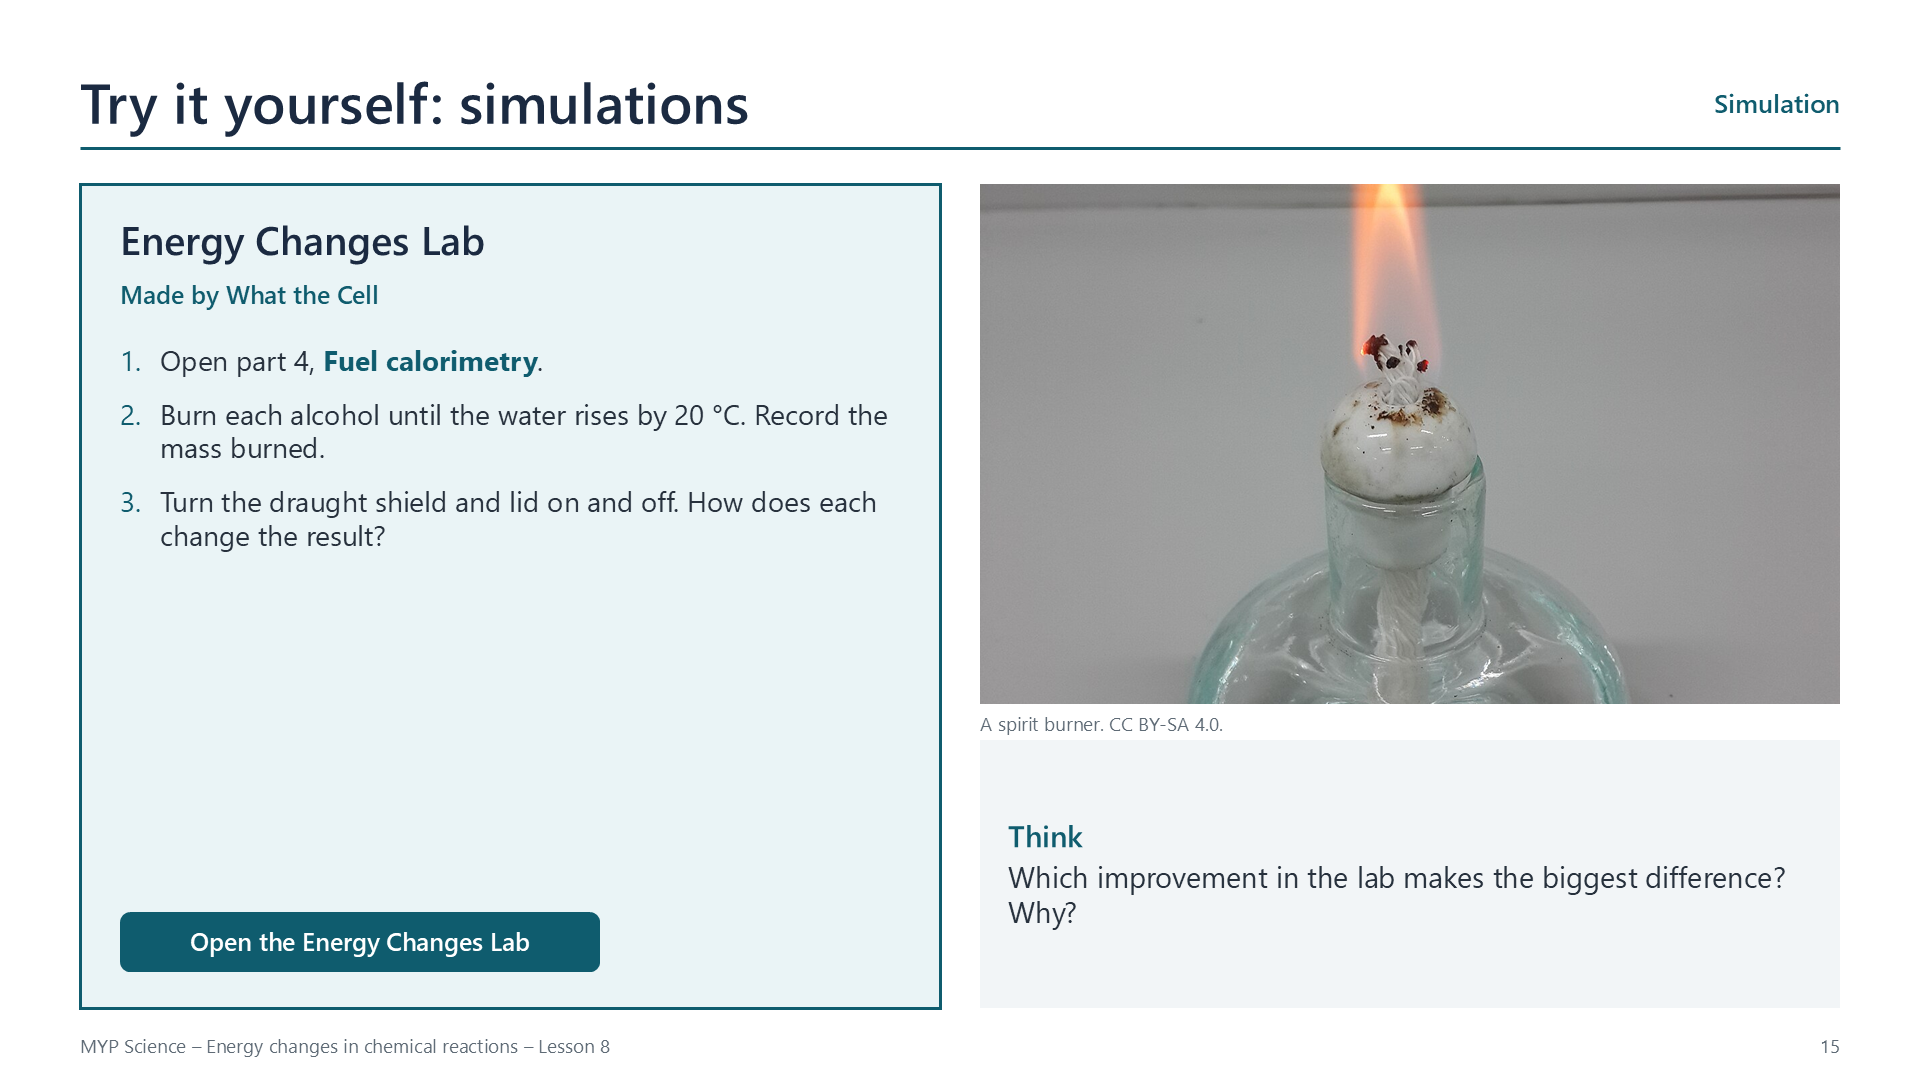 Try it yourself: simulations
Simulation
Energy Changes Lab
Made by What the Cell
1. Open part 4, Fuel calorimetry.
2. Burn each alcohol until the water rises by 20 °C. Record the
mass burned.
3. Turn the draught shield and lid on and off. How does each
change the result?
Open the Energy Changes Lab
A spirit burner. CC BY-SA 4.0.
Think
Which improvement in the lab makes the biggest difference?
Why?
MYP Science – Energy changes in chemical reactions – Lesson 8
15